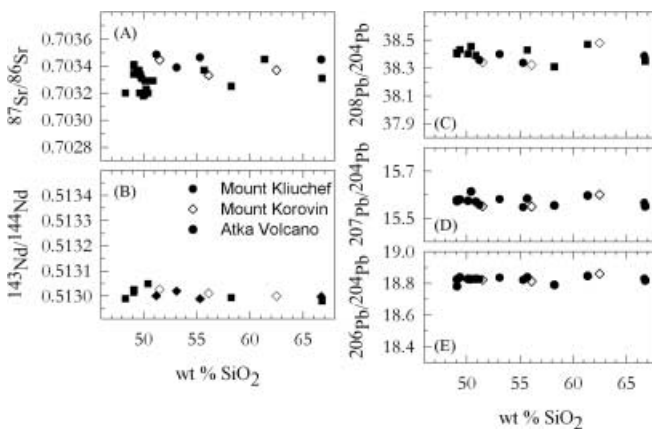 (A)
87Sr/86Sr
0.7036
0.7034
0.7032
0.7030
0.7028
(B)
143Nd/144Nd
0.5134
0.5133
0.5132
0.5131
0.5130
Mount Kliuchef
Mount Korovin
Atka Volcano
50 55 60 65
wt % SiO2
208Pb/204Pb
38.5
38.3
38.1
37.9
(C)
207Pb/204Pb
15.6
15.5
(D)
206Pb/204Pb
19.0
18.8
18.6
18.4
(E)
50 55 60 65
wt % SiO2